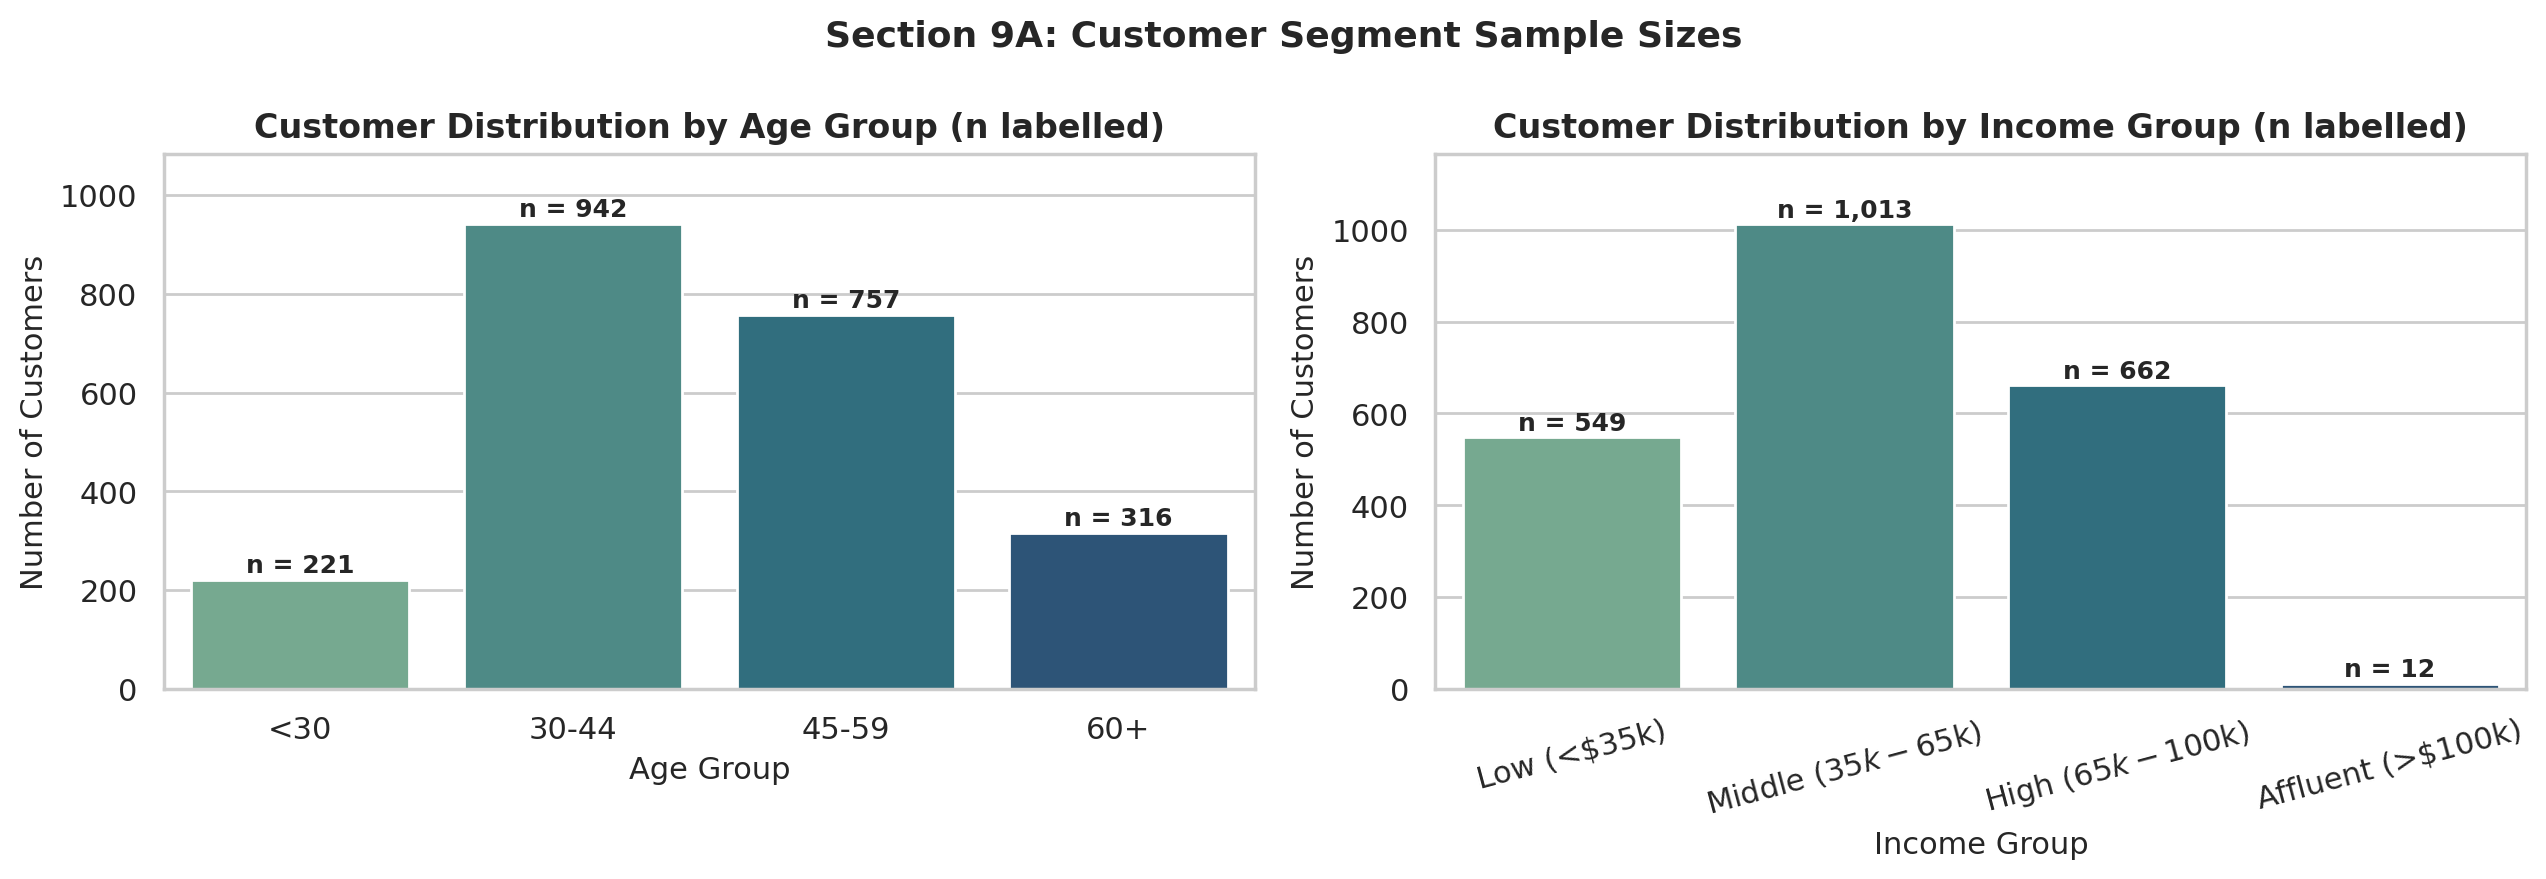 Section 9A: Customer Segment Sample Sizes
Customer Distribution by Age Group (n labelled)
Number of Customers
1000
800
600
400
200
0
n = 221
n = 942
n = 757
n = 316
<30
30-44
45-59
60+
Age Group
Customer Distribution by Income Group (n labelled)
Number of Customers
1000
800
600
400
200
0
n = 549
n = 1,013
n = 662
n = 12
Low (<$35k)
Middle (35k − 65k)
High (65k − 100k)
Affluent (>$100k)
Income Group